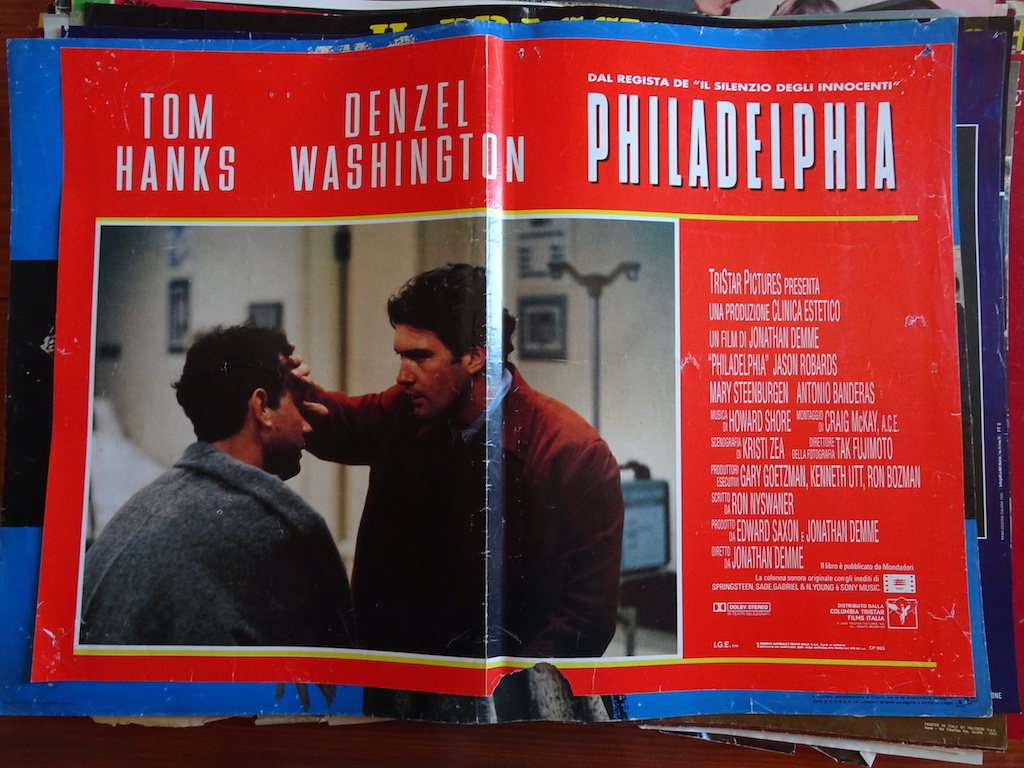 TOM
HANKS
DENZEL
WASHINGTON
DAL REGISTA DE "IL SILENZIO DEGLI INNOCENTI"
PHILADELPHIA
TRISTAR PICTURES PRESENTA
UNA PRODUZIONE CLINICA ESTETICO
UN FILM DI JONATHAN DEMME
"PHILADELPHIA" JASON ROBARDS
MARY STEENBURGEN ANTONIO BANDERAS
MUSICA DI HOWARD SHORE MONTAGGIO DI CRAIG McKAY, A.C.E.
SCENOGRAFIA DI KRISTI ZEA DIRETTORE DELLA FOTOGRAFIA TAK FUJIMOTO
PRODUTTORI ESECUTIVI GARY GOETZMAN, KENNETH UTT, RON BOZMAN
SCRITTO DA RON NYSWANER
PRODOTTO DA EDWARD SAXON E JONATHAN DEMME
DIRETTO DA JONATHAN DEMME
Il libro è pubblicato da Mondadori
La colonna sonora originale con gli inediti di
SPRINGSTEEN, SADE, GABRIEL & N. YOUNG è SONY MUSIC.
DOLBY STEREO
IN TEATRI SELEZIONATI
DISTRIBUITO DALLA
COLUMBIA TRISTAR
FILMS ITALIA
I.G.E.
CP 965